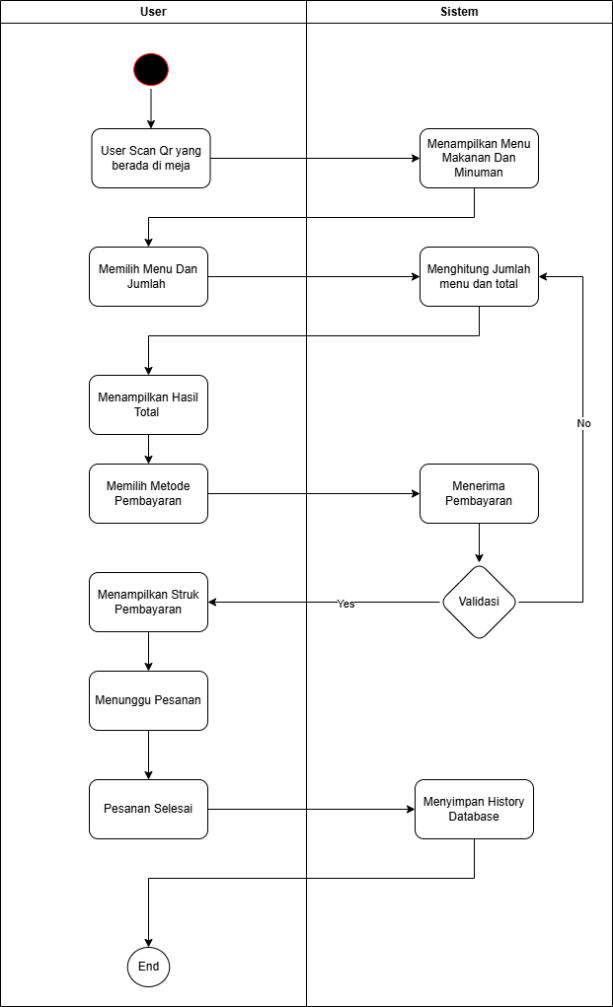 User
Sistem
User Scan Qr yang
berada di meja
Menampilkan Menu
Makanan Dan
Minuman
Memilih Menu Dan
Jumlah
Menghitung Jumlah
menu dan total
Menampilkan Hasil
Total
No
Memilih Metode
Pembayaran
Menerima
Pembayaran
Menampilkan Struk
Pembayaran
Yes
Validasi
Menunggu Pesanan
Pesanan Selesai
Menyimpan History
Database
End